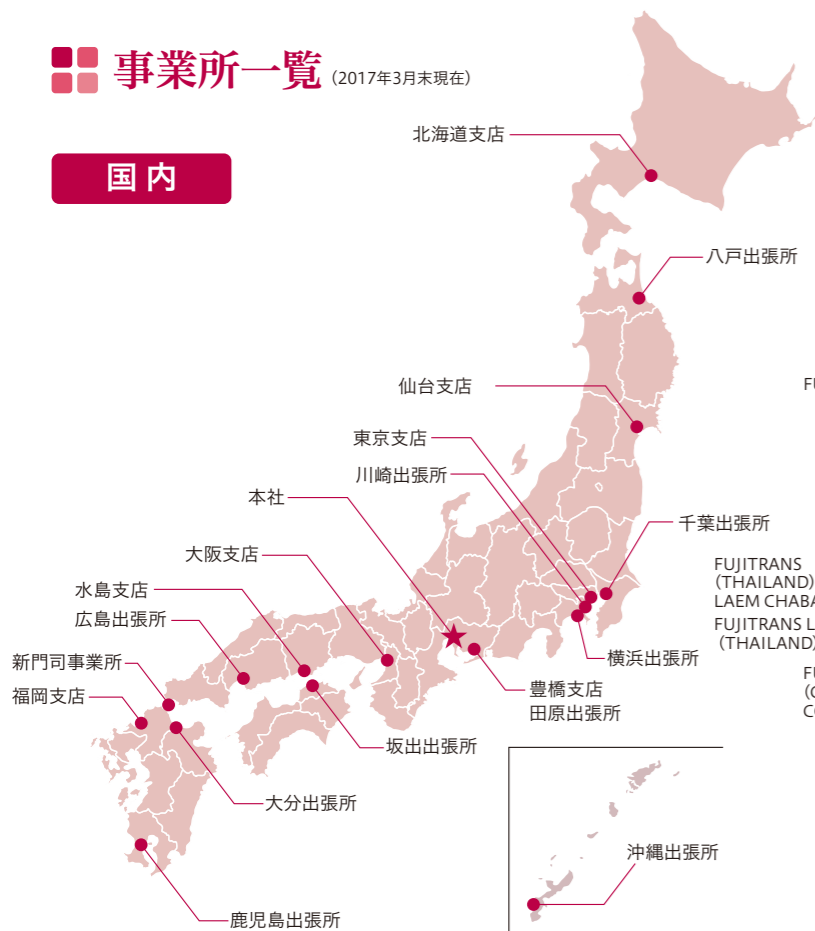 事業所一覧（2017年3月末現在）
国内
北海道支店
八戸出張所
仙台支店
東京支店
川崎出張所
本社
千葉出張所
大阪支店
水島支店
広島出張所
横浜出張所
新門司事業所
福岡支店
豊橋支店
田原出張所
坂出出張所
大分出張所
沖縄出張所
鹿児島出張所
FUJITRANS
（THAILAND）
LAEM CHABA
FUJITRANS L
（THAILAND）